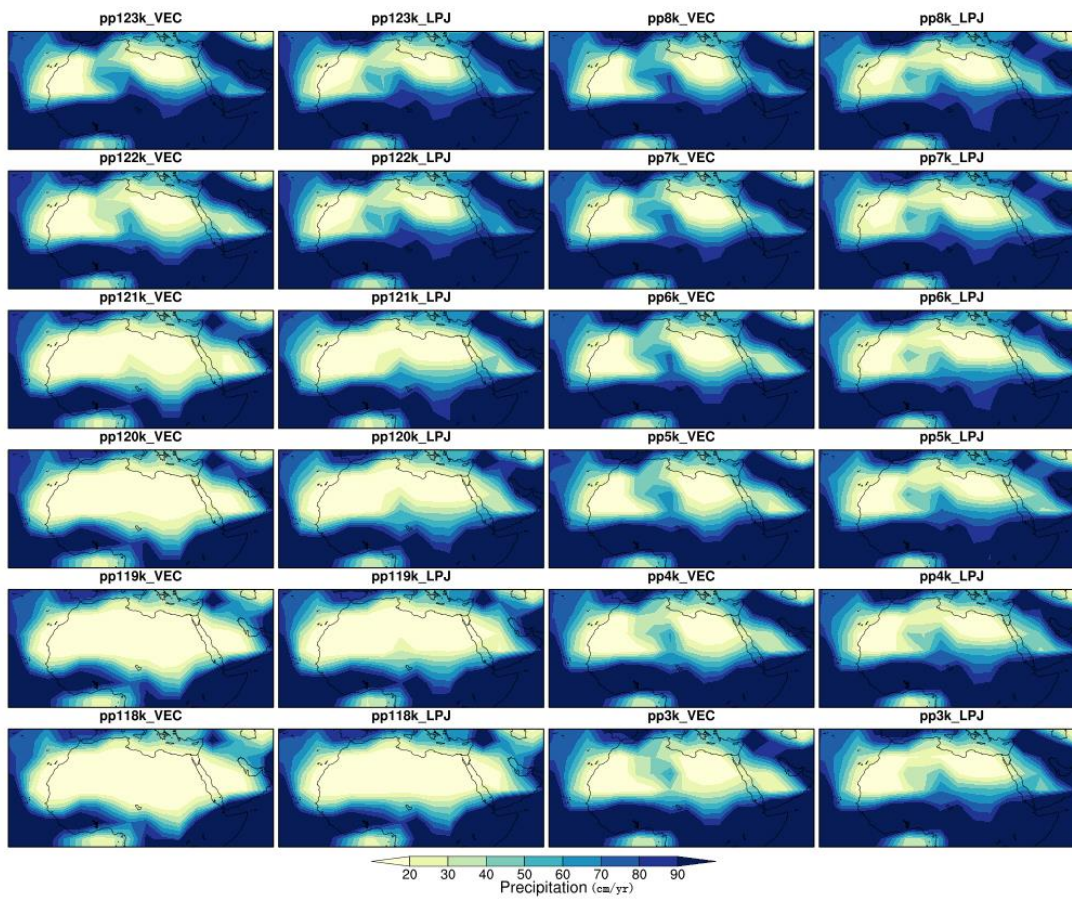 pp123k_VEC pp123k_LPJ pp8k_VEC pp8k_LPJ
pp122k_VEC pp122k_LPJ pp7k_VEC pp7k_LPJ
pp121k_VEC pp121k_LPJ pp6k_VEC pp6k_LPJ
pp120k_VEC pp120k_LPJ pp5k_VEC pp5k_LPJ
pp119k_VEC pp119k_LPJ pp4k_VEC pp4k_LPJ
pp118k_VEC pp118k_LPJ pp3k_VEC pp3k_LPJ
20 30 40 50 60 70 80 90
Precipitation (cm/yr)